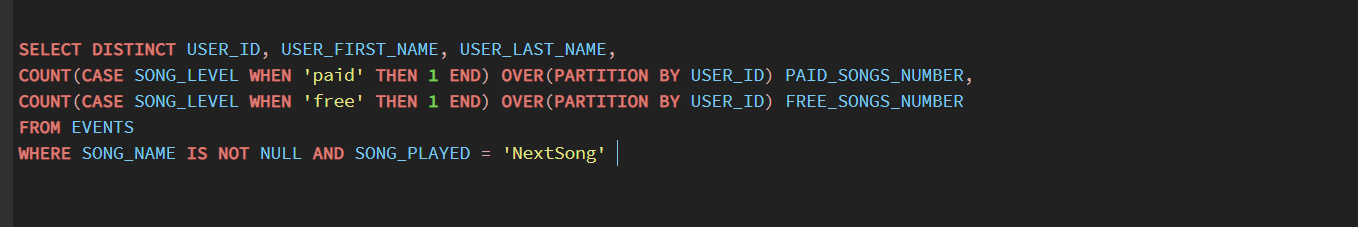 SELECT DISTINCT USER_ID, USER_FIRST_NAME, USER_LAST_NAME,
COUNT(CASE SONG_LEVEL WHEN 'paid' THEN 1 END) OVER(PARTITION BY USER_ID) PAID_SONGS_NUMBER,
COUNT(CASE SONG_LEVEL WHEN 'free' THEN 1 END) OVER(PARTITION BY USER_ID) FREE_SONGS_NUMBER
FROM EVENTS
WHERE SONG_NAME IS NOT NULL AND SONG_PLAYED = 'NextSong'